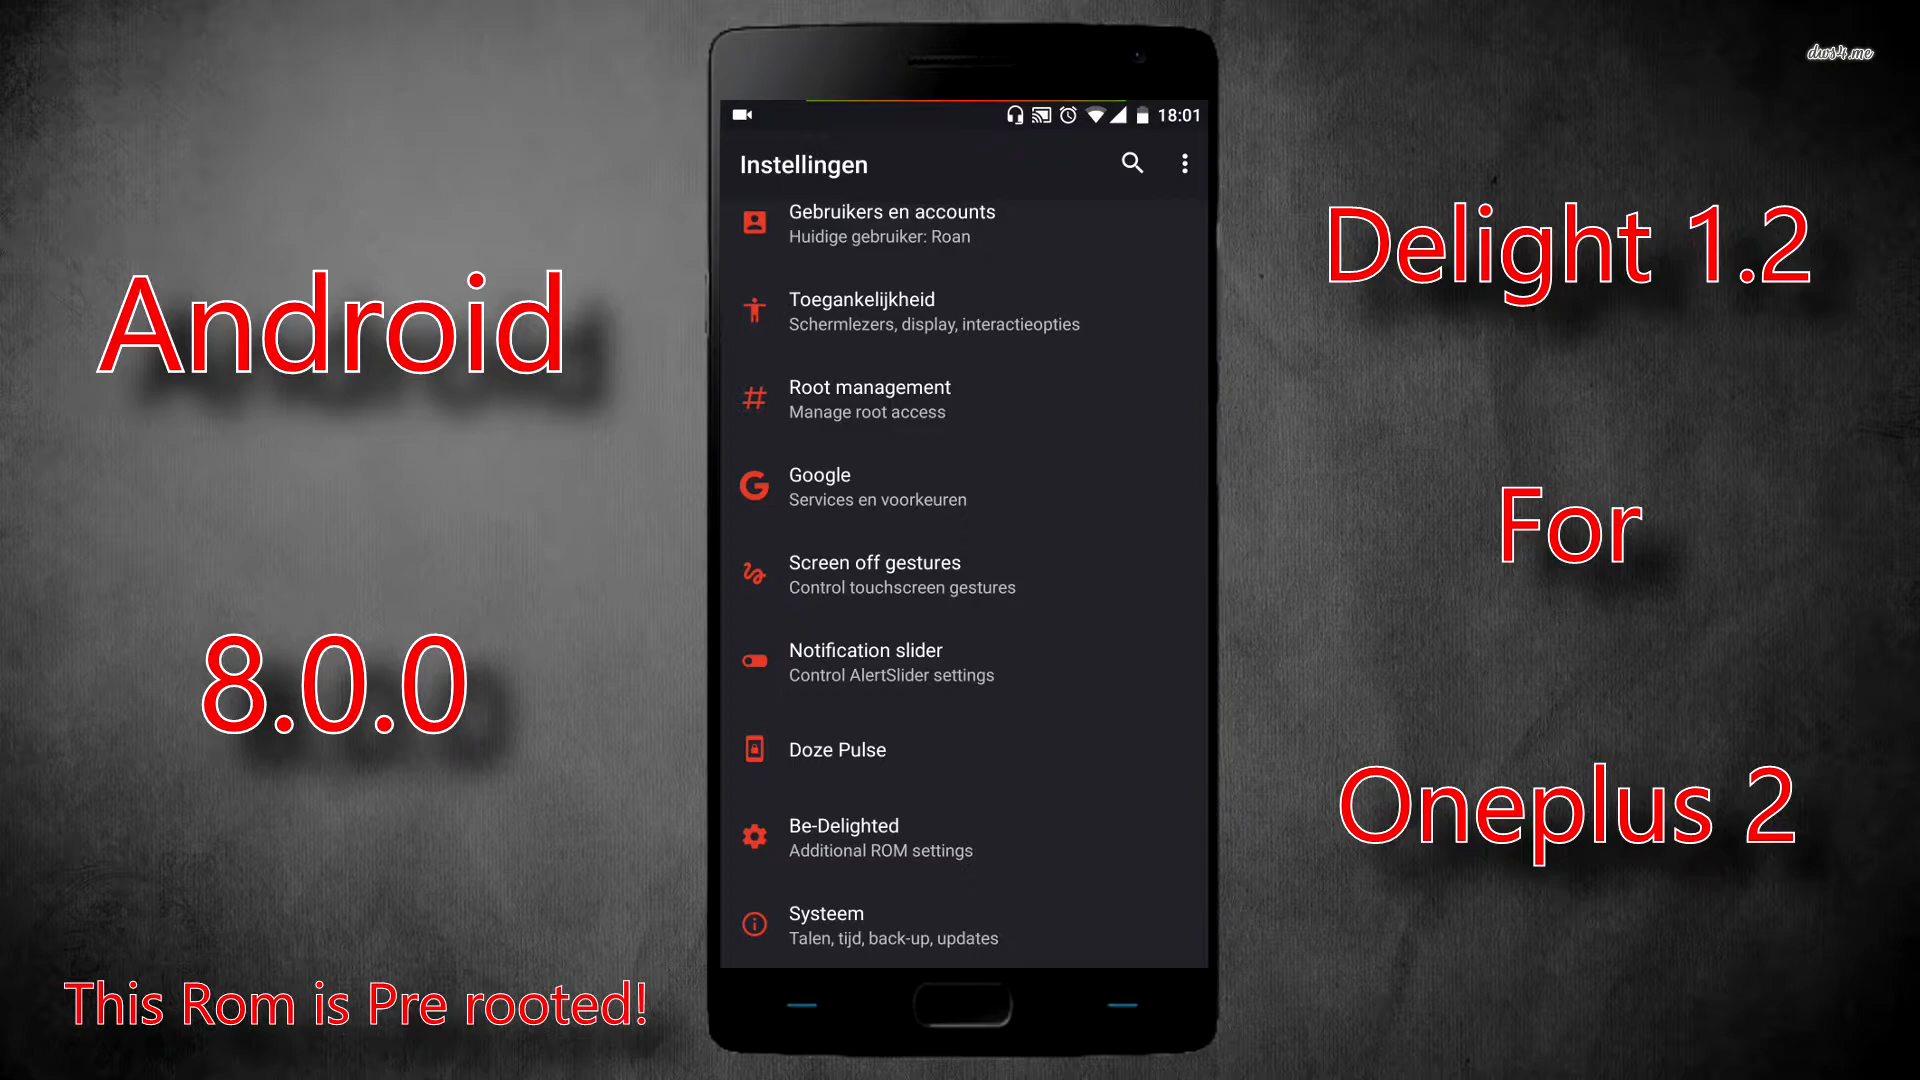 dws4.me
18:01
Instellingen
Gebruikers en accounts
Huidige gebruiker: Roan
Toegankelijkheid
Schermlezers, display, interactieopties
Root management
Manage root access
Google
Services en voorkeuren
Screen off gestures
Control touchscreen gestures
Notification slider
Control AlertSlider settings
Doze Pulse
Be-Delighted
Additional ROM settings
Systeem
Talen, tijd, back-up, updates
Android
8.0.0
This Rom is Pre rooted!
Delight 1.2
For
Oneplus 2